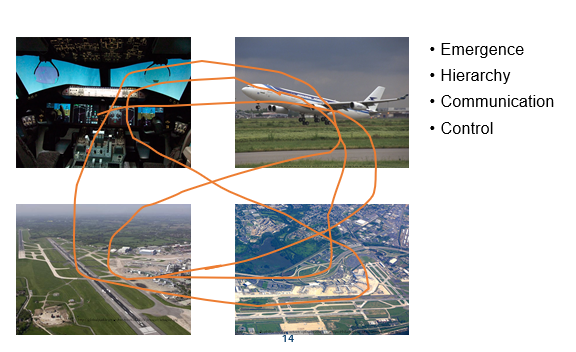 • Emergence
• Hierarchy
• Communication
• Control
14